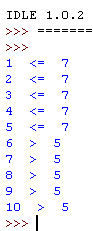 IDLE 1.0.2
>>> =======
>>>
1  <=  7
2  <=  7
3  <=  7
4  <=  7
5  <=  7
6  >  5
7  >  5
8  >  5
9  >  5
10  >  5
>>>